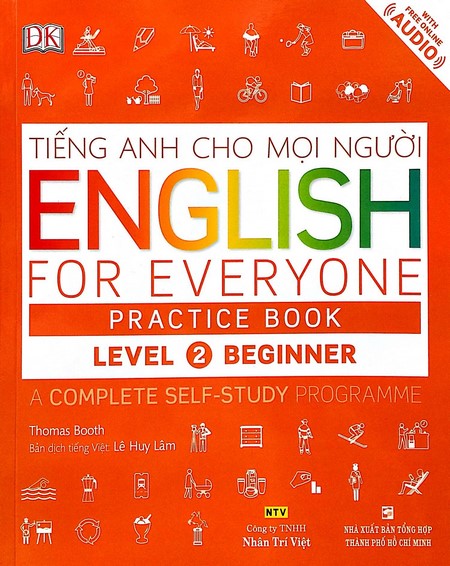 DK
WITH
FREE ONLINE
AUDIO
TIẾNG ANH CHO MỌI NGƯỜI
ENGLISH
FOR EVERYONE
PRACTICE BOOK
LEVEL 2 BEGINNER
A COMPLETE SELF-STUDY PROGRAMME
Thomas Booth
Bản dịch tiếng Việt: Lê Huy Lâm
NTV
Công ty TNHH
Nhân Trí Việt
NHÀ XUẤT BẢN TỔNG HỢP
THÀNH PHỐ HỒ CHÍ MINH